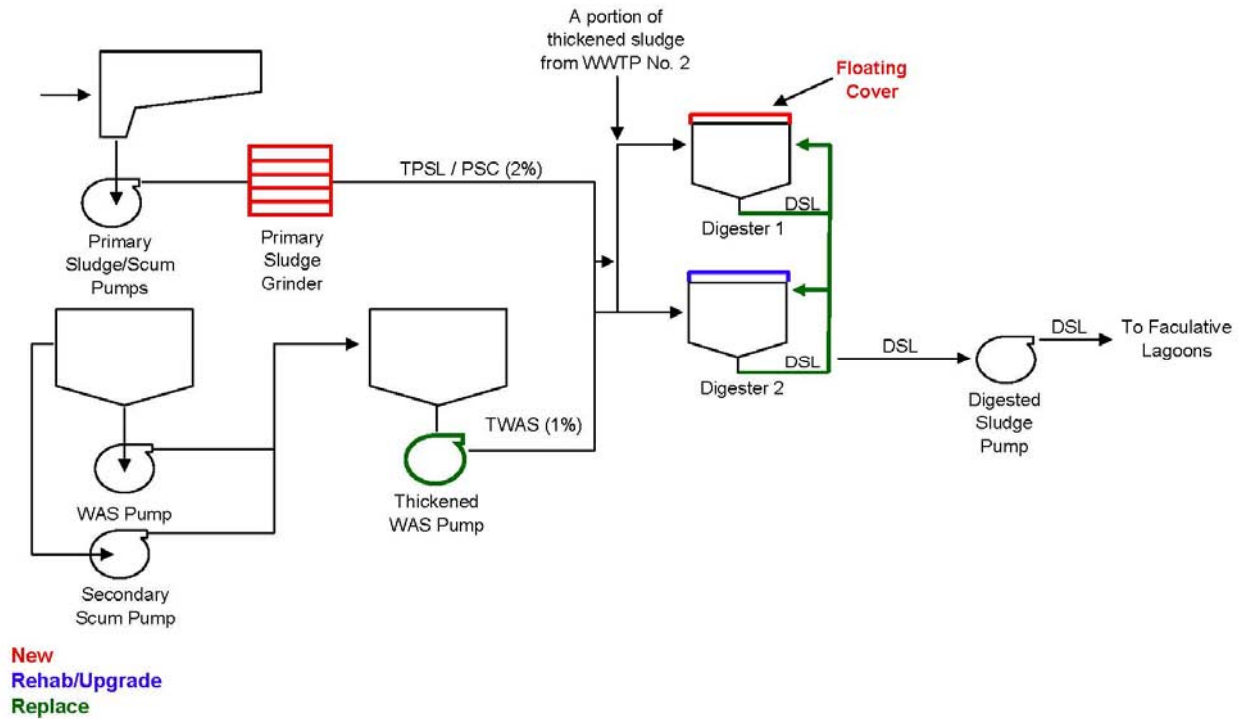 A portion of
thickened sludge
from WWTP No. 2
Floating
Cover
TPSL / PSC (2%)
Primary
Sludge/Scum
Pumps
Primary
Sludge
Grinder
DSL
Digester 1
DSL
Digester 2
DSL
DSL
To Faculative
Lagoons
Digested
Sludge
Pump
TWAS (1%)
WAS Pump
Thickened
WAS Pump
Secondary
Scum Pump
New
Rehab/Upgrade
Replace